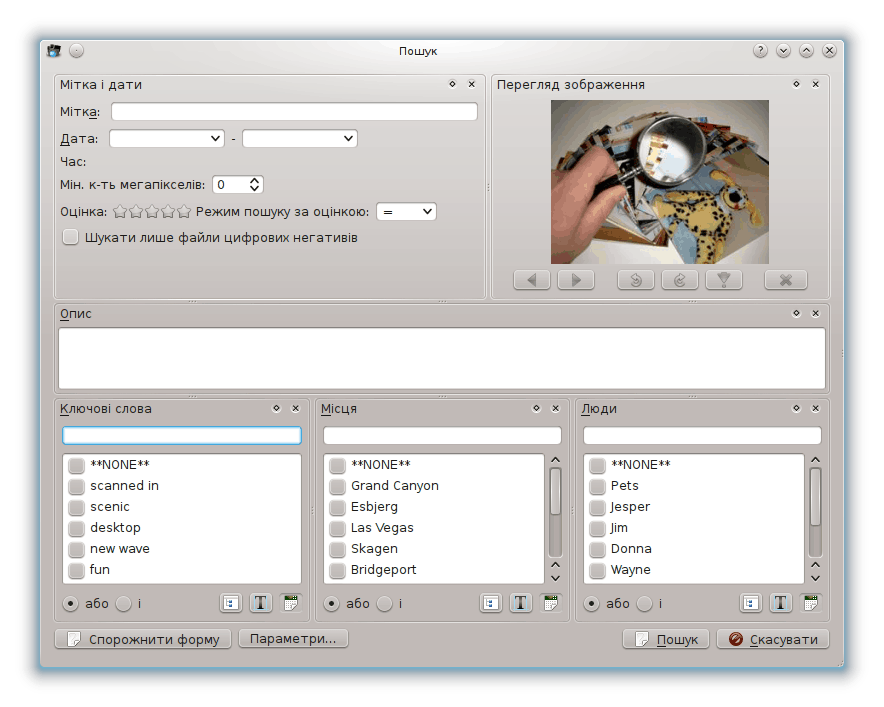 Пошук
Мітка і дати
Мітка:
Дата: -
Час:
Мін. к-ть мегапікселів: 0
Оцінка: Режим пошуку за оцінкою: =
Шукати лише файли цифрових негативів
Перегляд зображення
Опис
Ключові слова
**NONE**
scanned in
scenic
desktop
new wave
fun
або і
Місця
**NONE**
Grand Canyon
Esbjerg
Las Vegas
Skagen
Bridgeport
або і
Люди
**NONE**
Pets
Jesper
Jim
Donna
Wayne
або і
Спорожнити форму Параметри... Пошук Скасувати